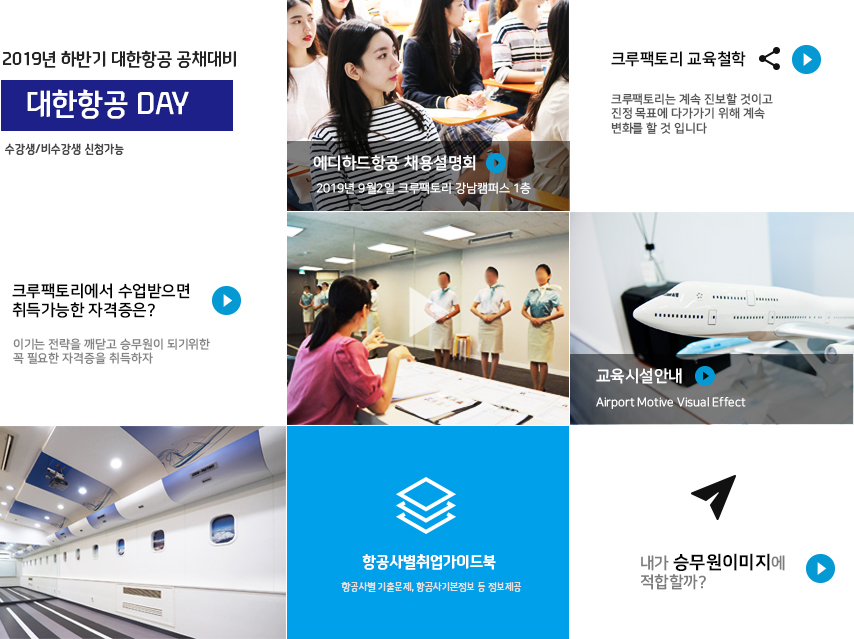 2019년 하반기 대한항공 공채대비
대한항공 DAY
수강생/비수강생 신청가능
에디하드항공 채용설명회
2019년 9월2일 크루팩토리 강남캠퍼스 1층
크루팩토리 교육철학
크루팩토리는 계속 진보할 것이고
진정 목표에 다가가기 위해 계속
변화를 할 것 입니다
크루팩토리에서 수업받으면
취득가능한 자격증은?
이기는 전략을 깨닫고 승무원이 되기위한
꼭 필요한 자격증을 취득하자
교육시설안내
Airport Motive Visual Effect
항공사별취업가이드북
항공사별 기출문제, 항공사기본정보 등 정보제공
내가 승무원이미지에
적합할까?